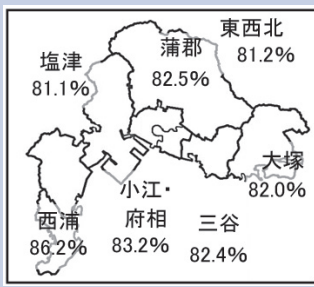 東西北
81.2%
蒲郡
82.5%
塩津
81.1%
大塚
82.0%
小江・
府相
83.2%
三谷
82.4%
西浦
86.2%